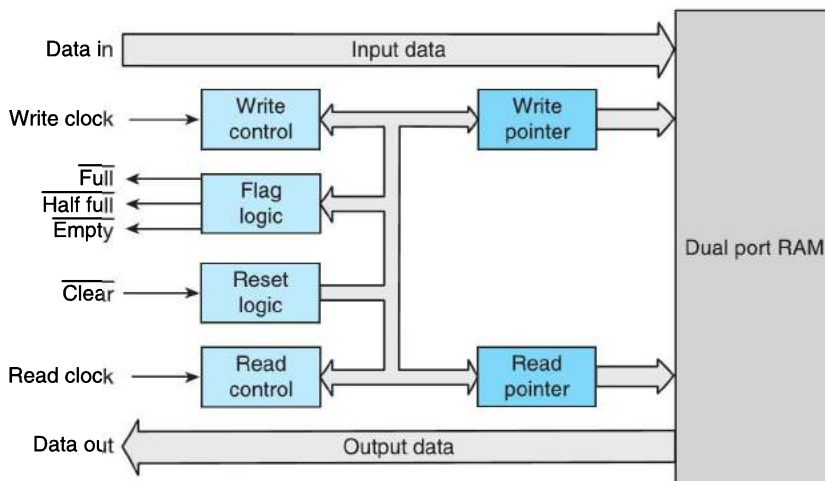 Data in
Input data
Write clock
Write
control
Write
pointer
Full
Half full
Empty
Flag
logic
Dual port RAM
Clear
Reset
logic
Read clock
Read
control
Read
pointer
Data out
Output data